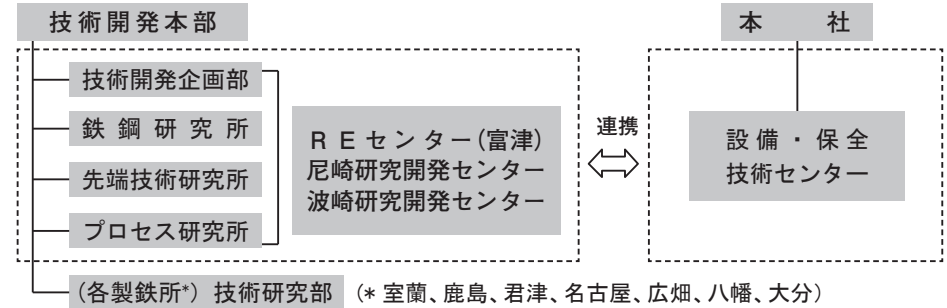 技術開発本部
本社
技術開発企画部
鉄鋼研究所
先端技術研究所
プロセス研究所
REセンター(富津)
尼崎研究開発センター
波崎研究開発センター
連携
設備・保全
技術センター
(各製鉄所*) 技術研究部 (* 室蘭、鹿島、君津、名古屋、広畑、八幡、大分)